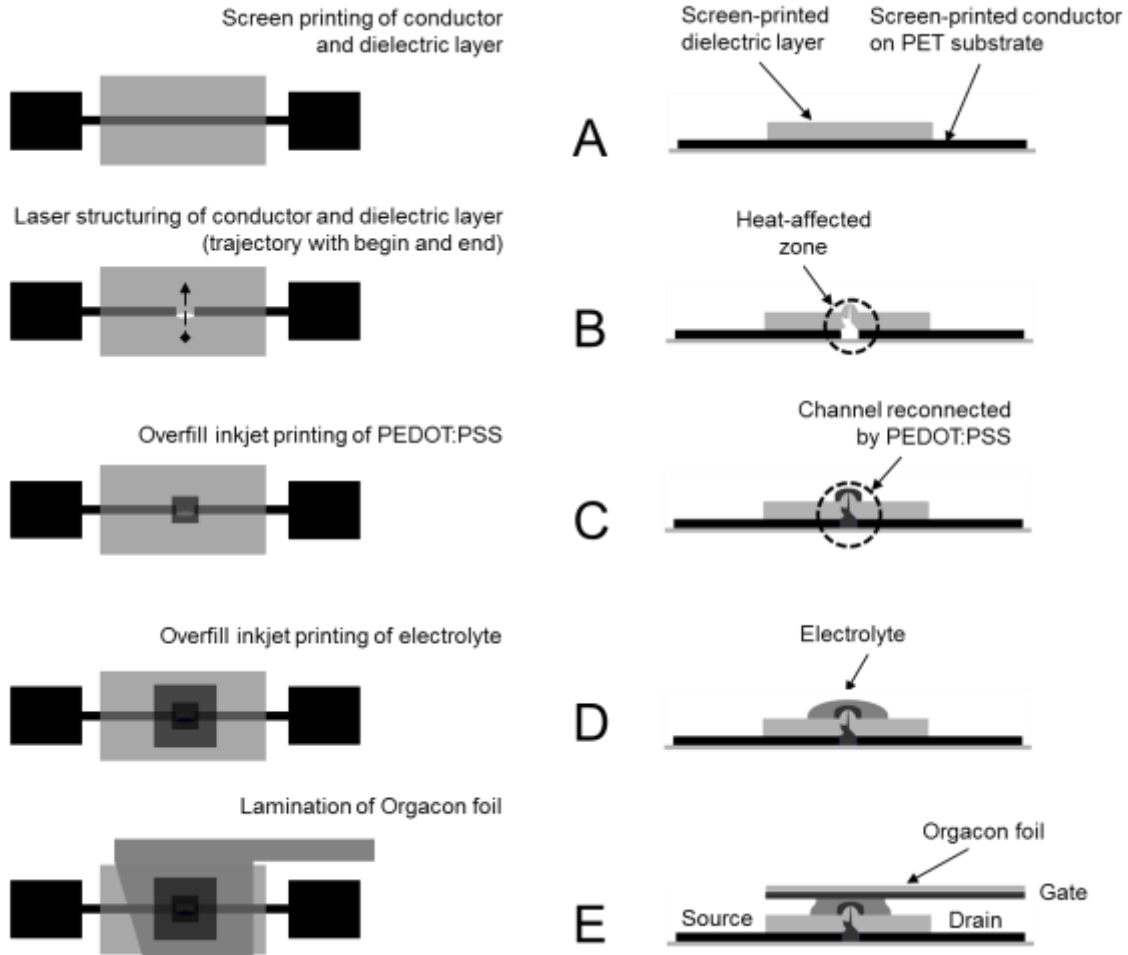 Screen printing of conductor
and dielectric layer
Screen-printed
dielectric layer
Screen-printed conductor
on PET substrate
A
Laser structuring of conductor and dielectric layer
(trajectory with begin and end)
Heat-affected
zone
B
Overfill inkjet printing of PEDOT:PSS
Channel reconnected
by PEDOT:PSS
C
Overfill inkjet printing of electrolyte
Electrolyte
D
Lamination of Orgacon foil
Orgacon foil
Gate
E
Source
Drain